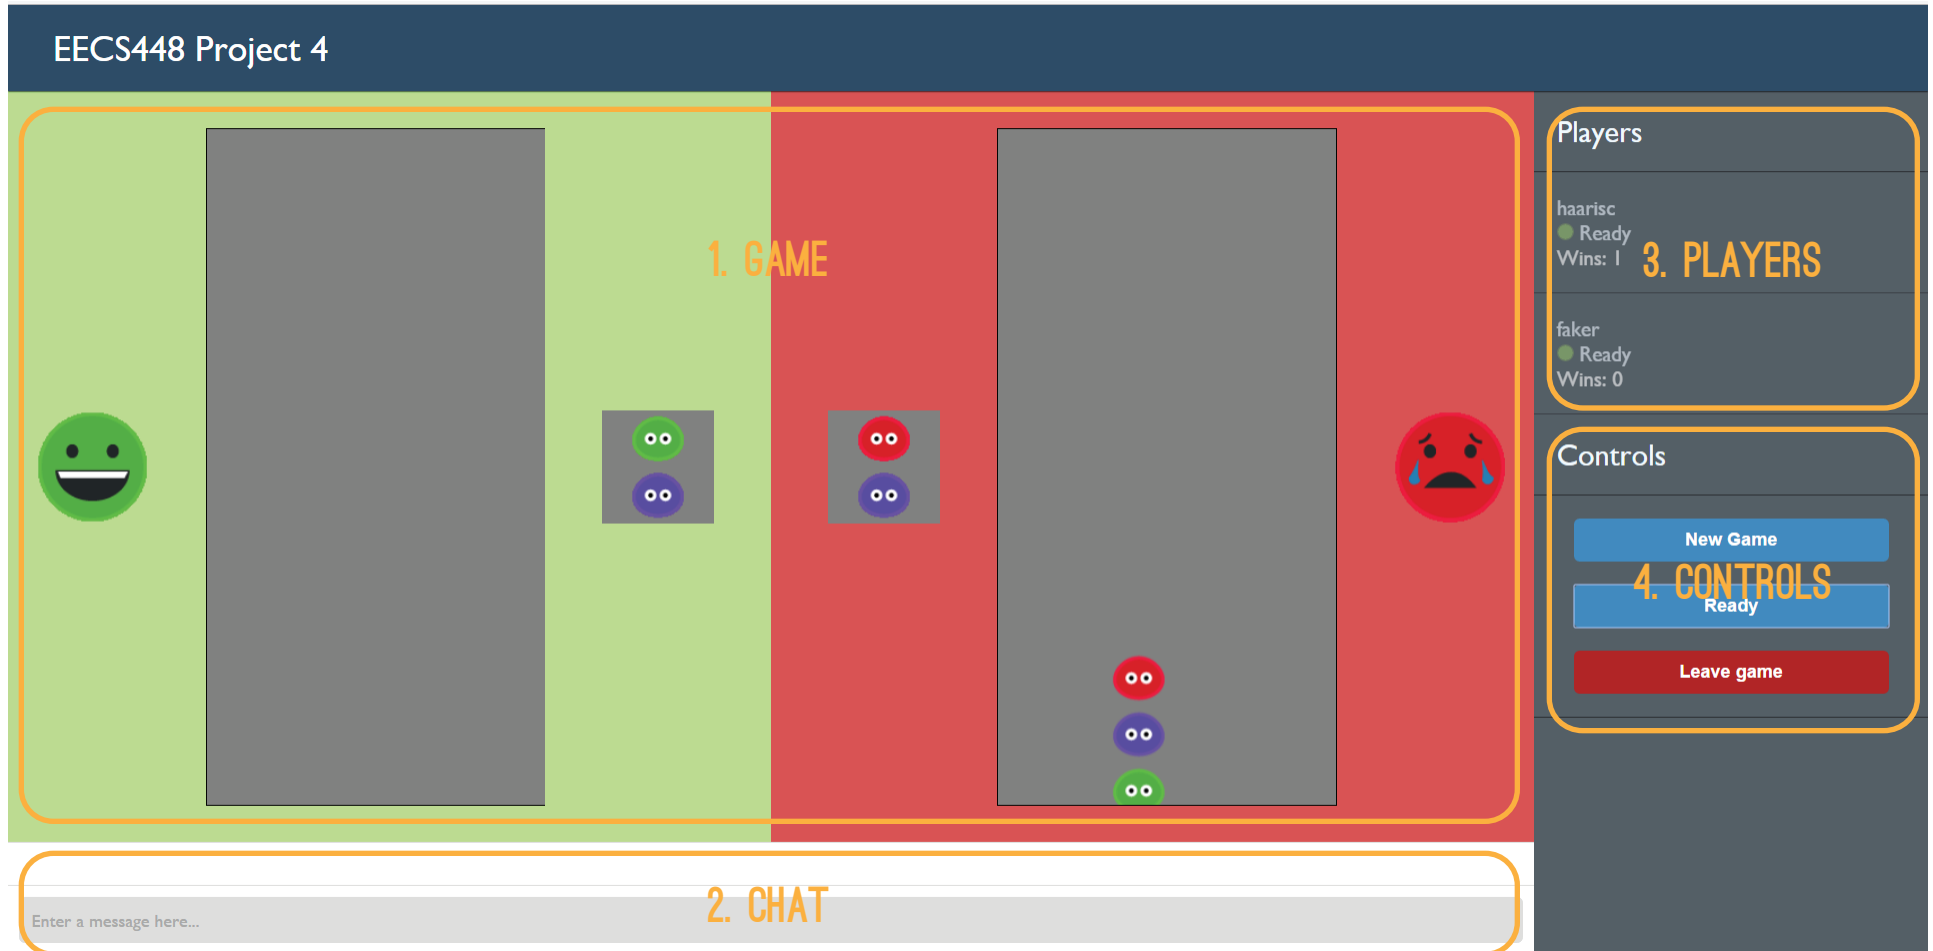 EECS448 Project 4
1. GAME
2. CHAT
Enter a message here...
Players
haarisc
Ready
Wins: 1
faker
Ready
Wins: 0
3. PLAYERS
Controls
New Game
4. CONTROLS
Ready
Leave game